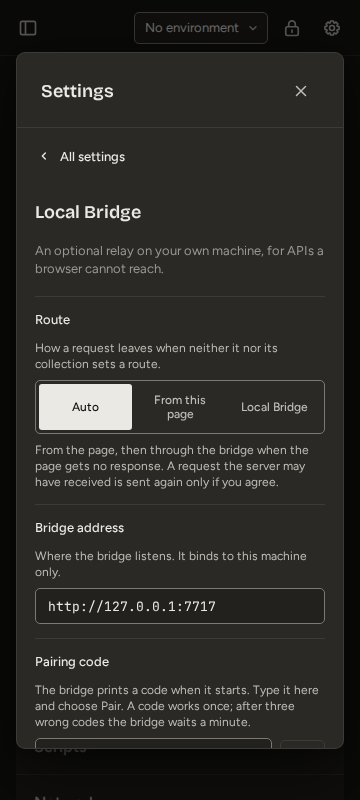 No environment
Settings
All settings
Local Bridge
An optional relay on your own machine, for APIs a
browser cannot reach.
Route
How a request leaves when neither it nor its
collection sets a route.
Auto
From this
page
Local Bridge
From the page, then through the bridge when the
page gets no response. A request the server may
have received is sent again only if you agree.
Bridge address
Where the bridge listens. It binds to this machine
only.
http://127.0.0.1:7717
Pairing code
The bridge prints a code when it starts. Type it here
and choose Pair. A code works once; after three
wrong codes the bridge waits a minute.
Scripts